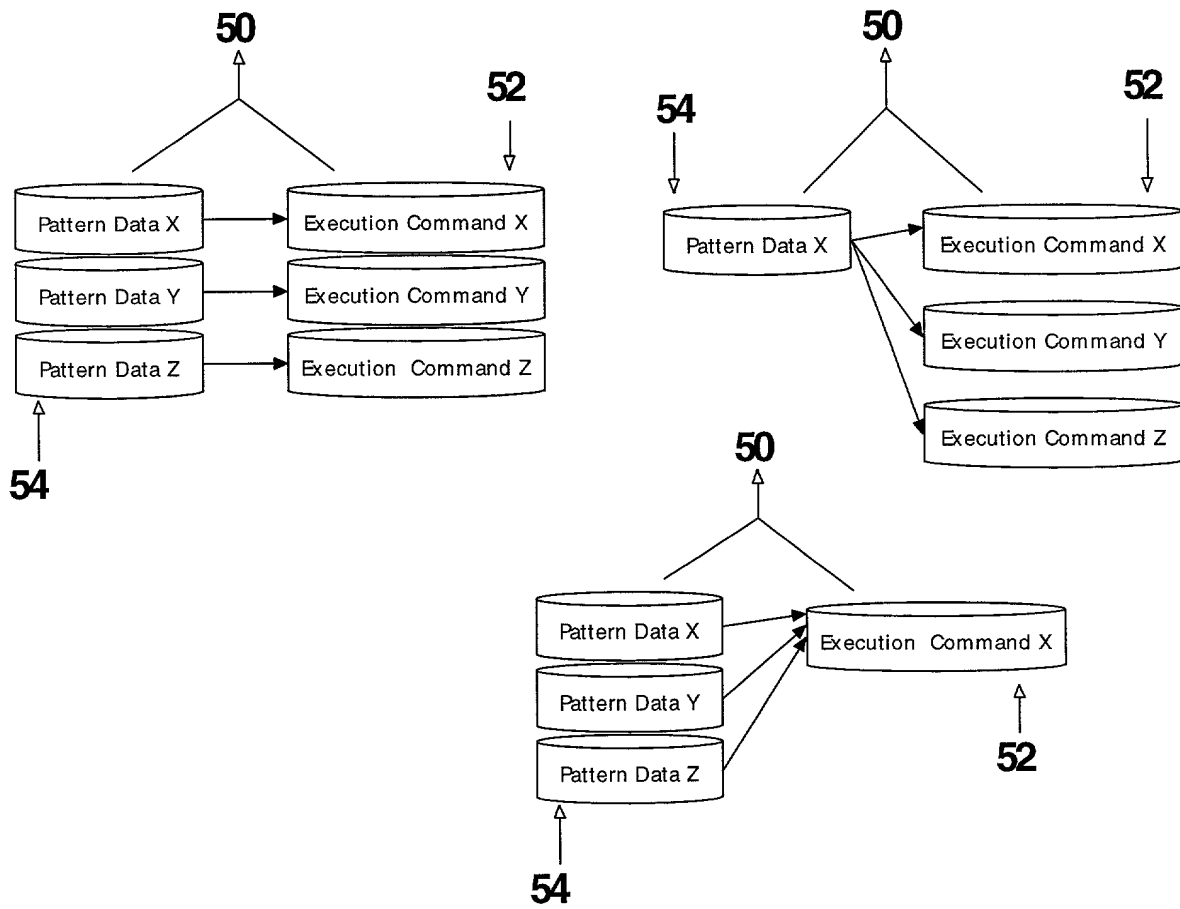 50
52
Pattern Data X
Execution Command X
Pattern Data Y
Execution Command Y
Pattern Data Z
Execution Command Z
54
50
54
52
Pattern Data X
Execution Command X
Execution Command Y
Execution Command Z
50
Pattern Data X
Execution Command X
Pattern Data Y
Pattern Data Z
52
54